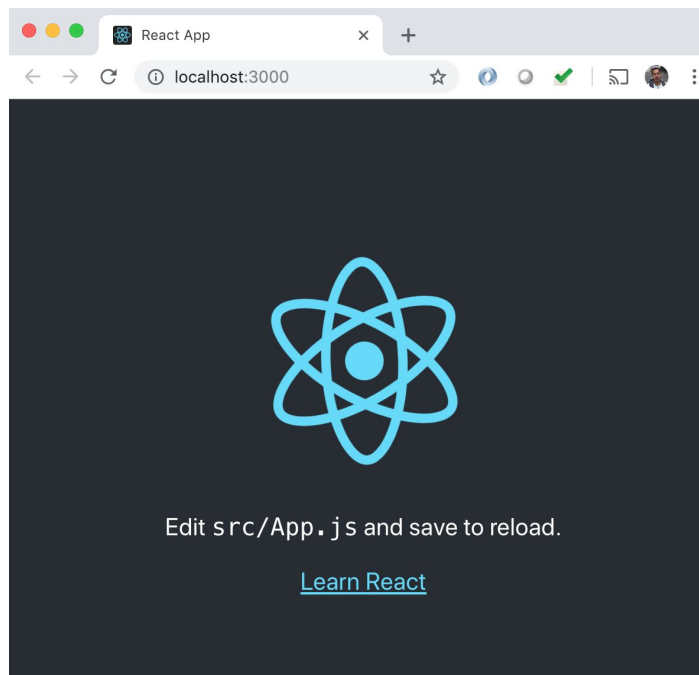 React App
localhost:3000
Edit src/App.js and save to reload.
Learn React